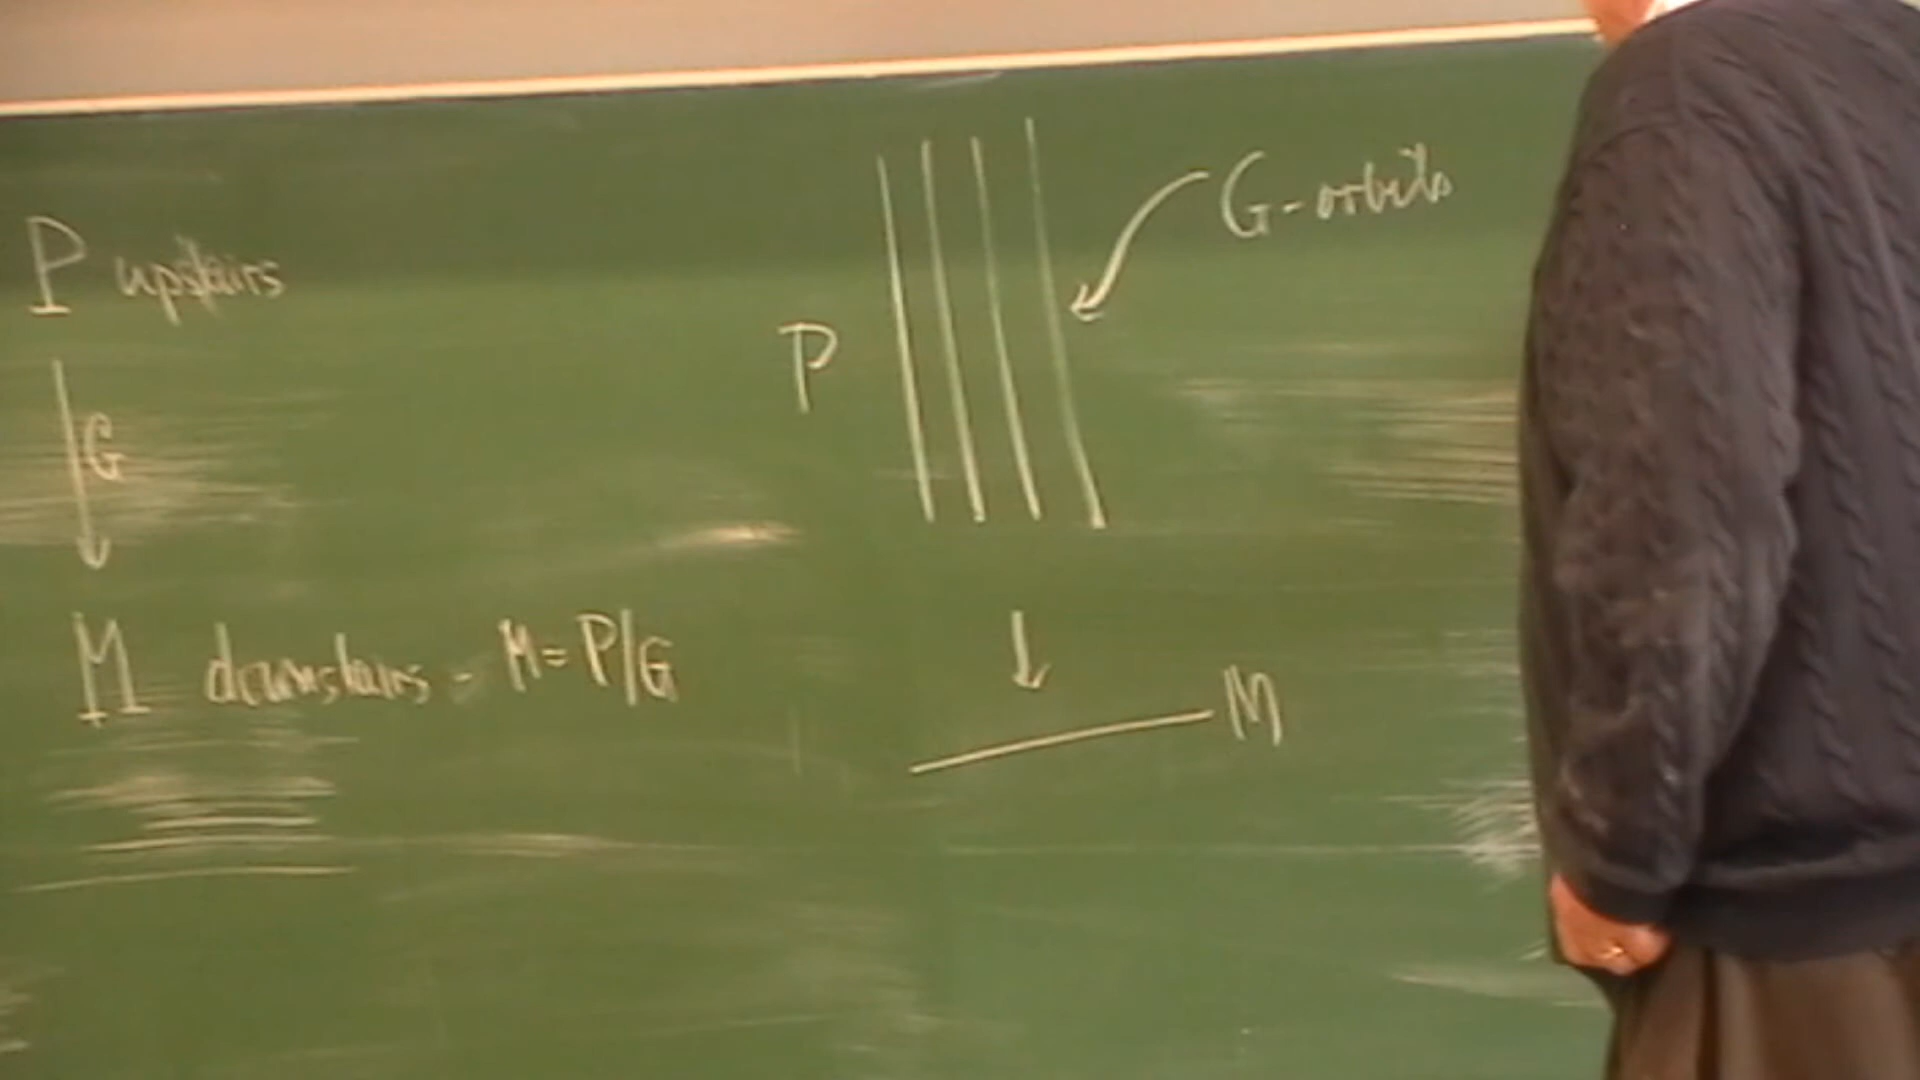 P upstairs
G
M downstairs - M = P/G
G-orbits
P
M